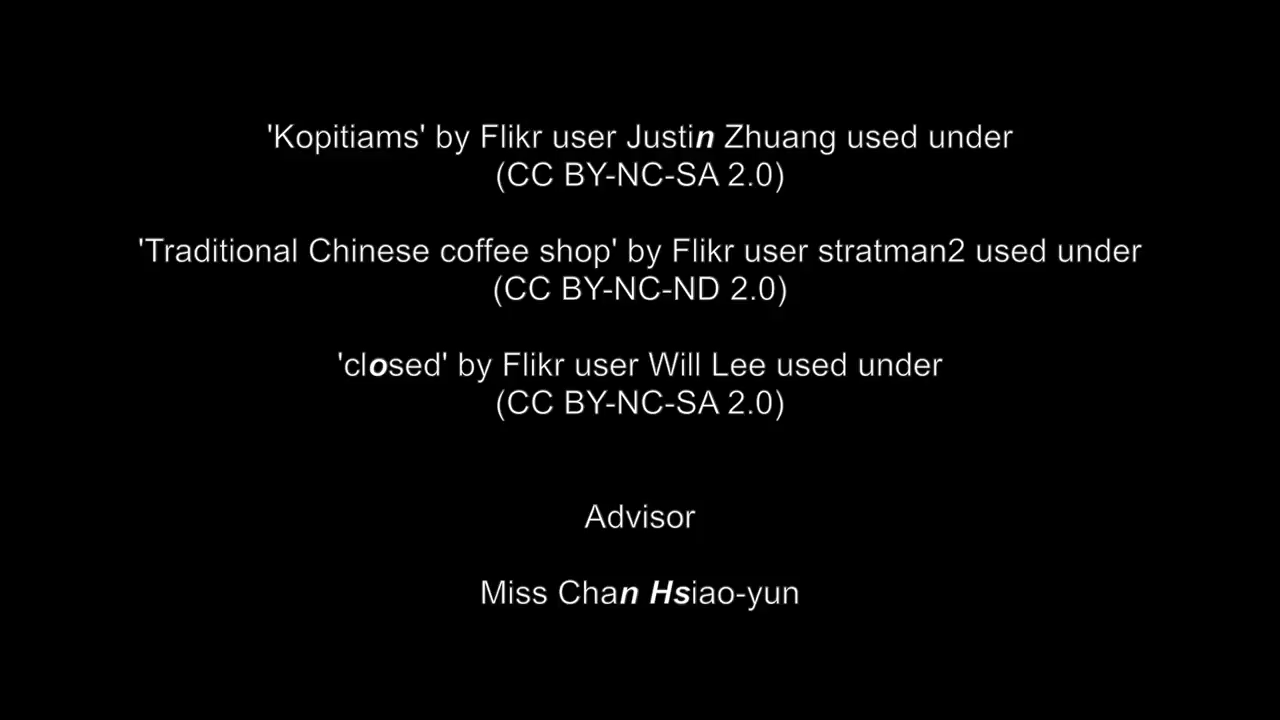 'Kopitiams' by Flikr user Justin Zhuang used under
(CC BY-NC-SA 2.0)
'Traditional Chinese coffee shop' by Flikr user stratman2 used under
(CC BY-NC-ND 2.0)
'closed' by Flikr user Will Lee used under
(CC BY-NC-SA 2.0)
Advisor
Miss Chan Hsiao-yun